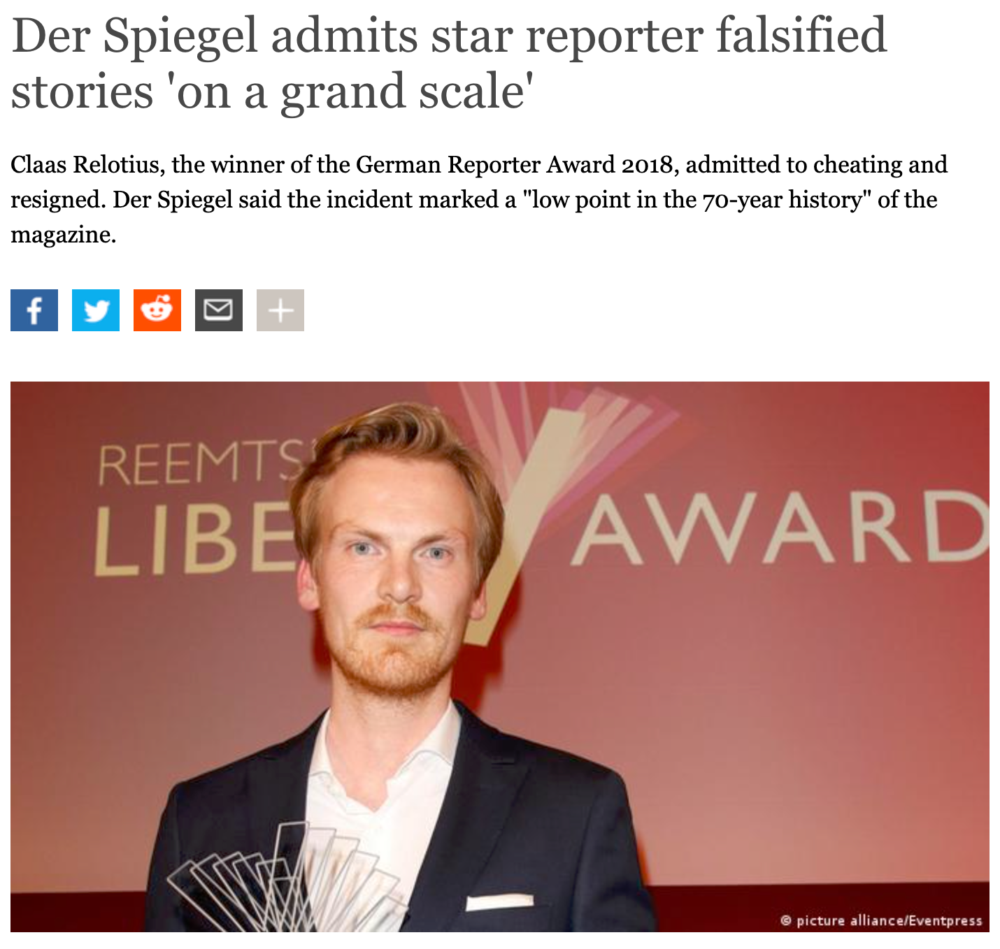 Der Spiegel admits star reporter falsified
stories 'on a grand scale'
Claas Relotius, the winner of the German Reporter Award 2018, admitted to cheating and
resigned. Der Spiegel said the incident marked a "low point in the 70-year history" of the
magazine.
REEMTS
LIBE
AWARD
© picture alliance/Eventpress